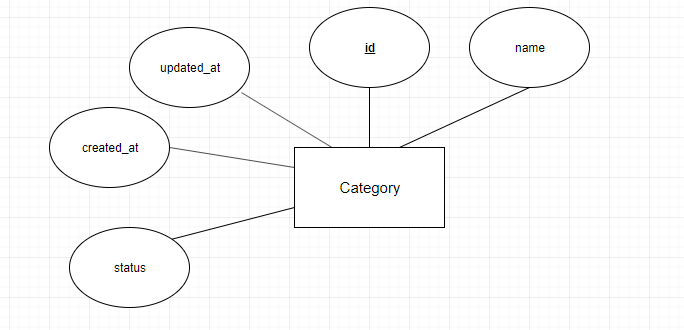 id
name
updated_at
created_at
Category
status